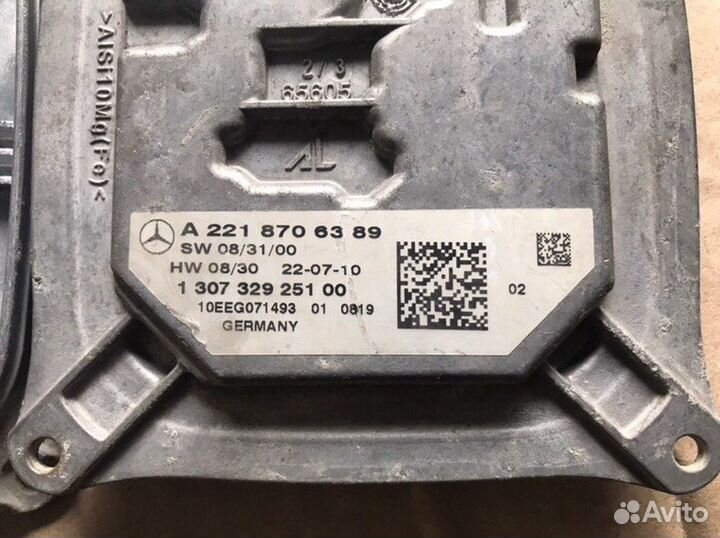 >AlSi10Mg(Fe)<
2/3
65605
AL
A 221 870 63 89
SW 08/31/00
HW 08/30 22-07-10
1 307 329 251 00
10EEG071493 01 0819
GERMANY
02
Avito